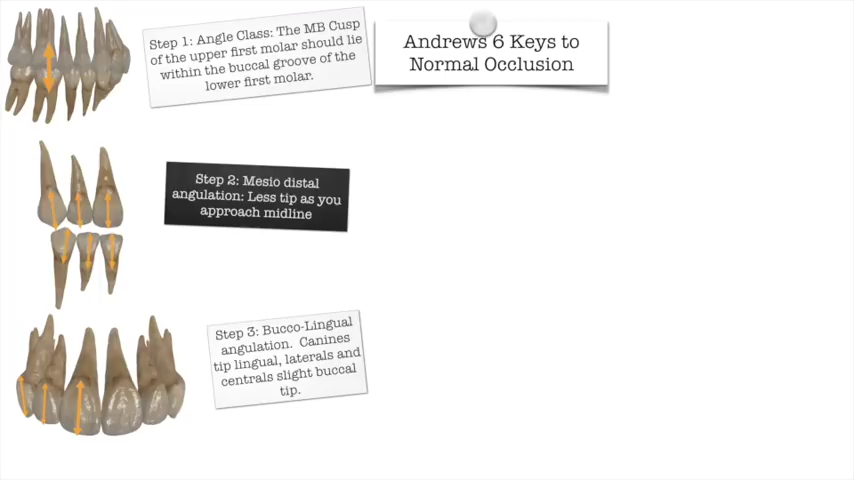 Andrews 6 Keys to
Normal Occlusion
Step 1: Angle Class: The MB Cusp
of the upper first molar should lie
within the buccal groove of the
lower first molar.
Step 2: Mesio distal
angulation: Less tip as you
approach midline
Step 3: Bucco-Lingual
angulation. Canines
tip lingual, laterals and
centrals slight buccal
tip.